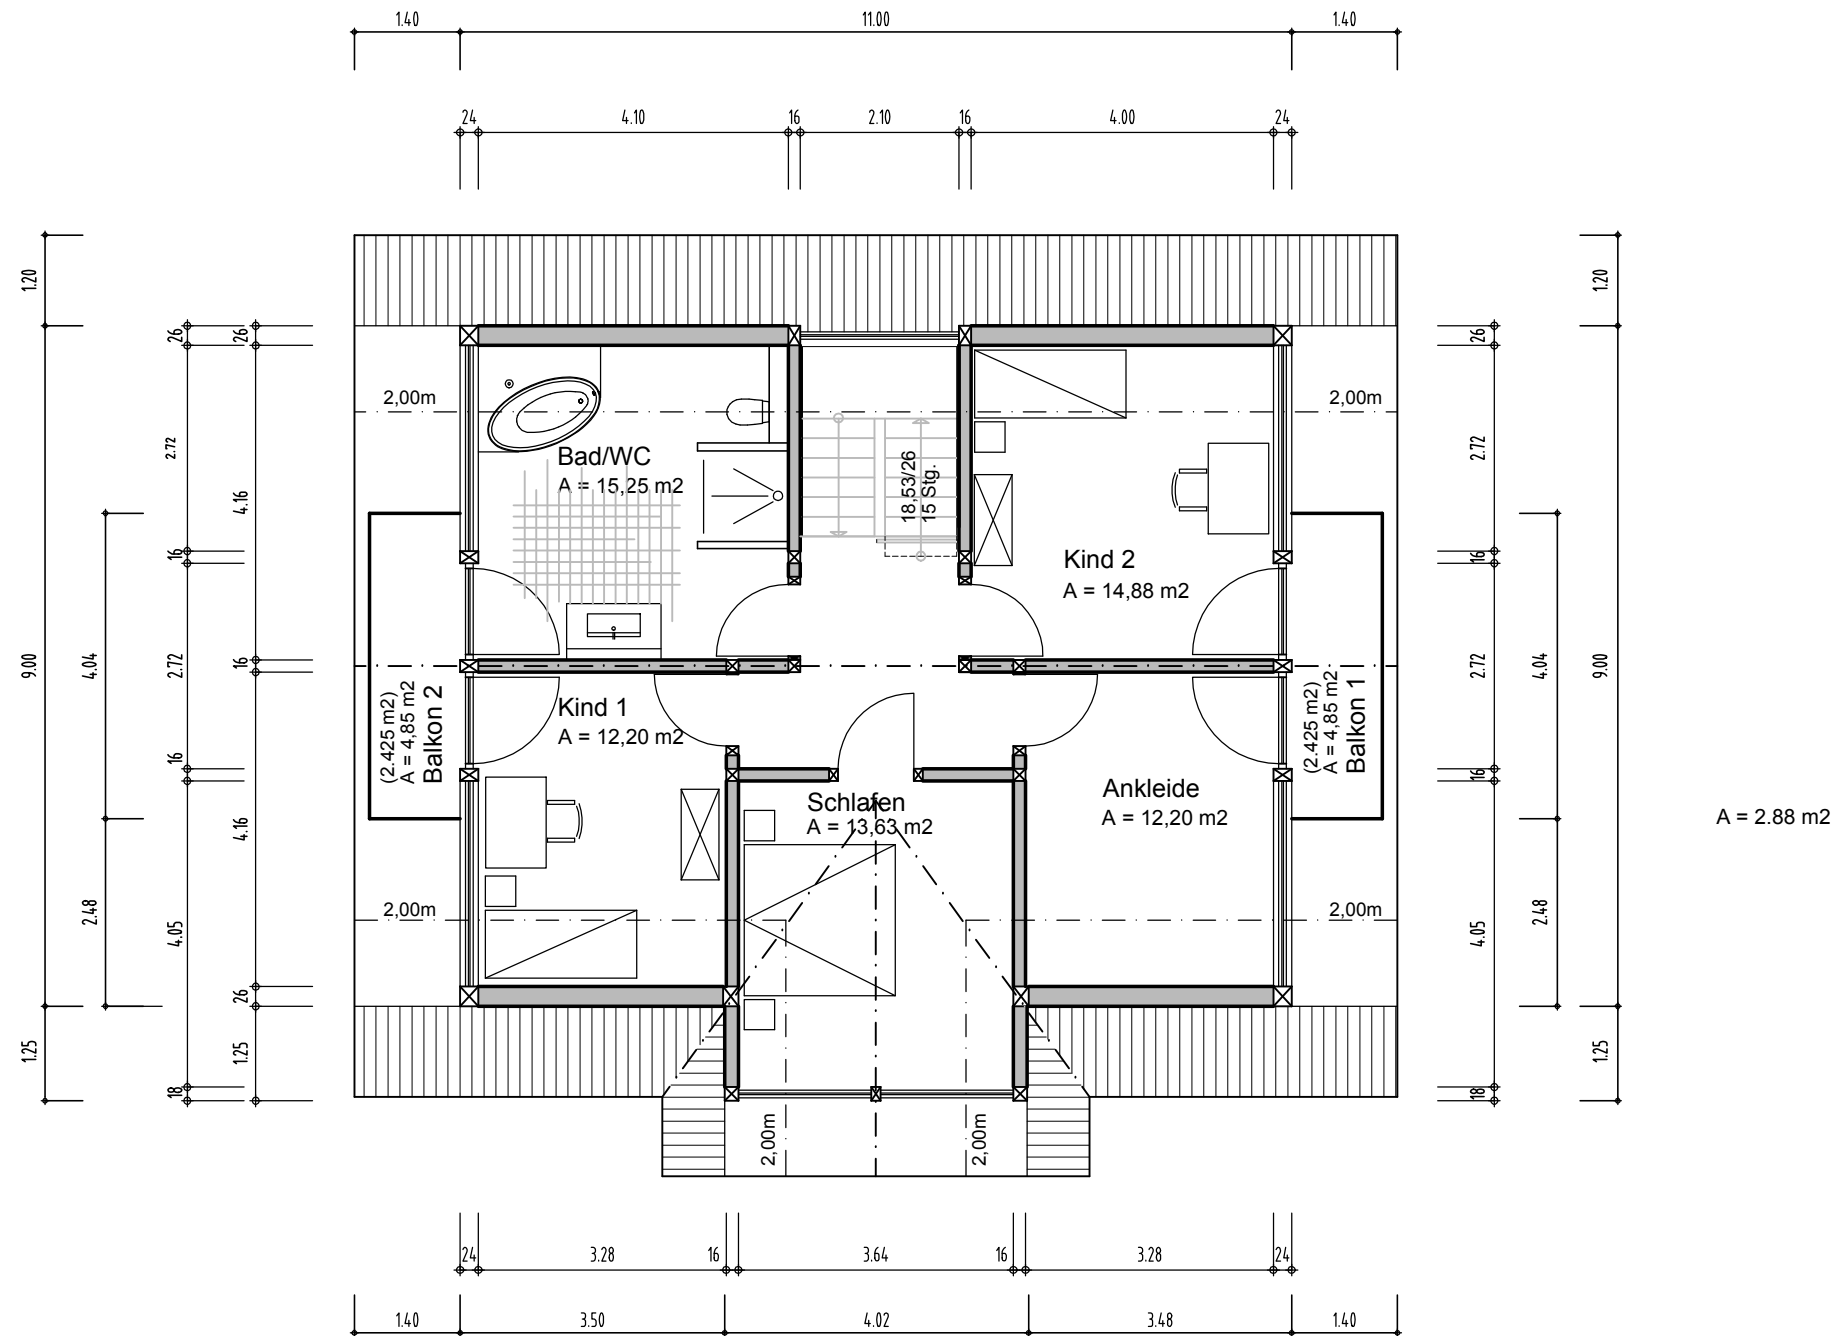 1.40 11.00 1.40
24 4.10 16 2.10 16 4.00 24
1.20 1.20
26 26 26
2,00m 2,00m
2.72 4.16 2.72
Bad/WC
A = 15,25 m2
18,53/26
15 Stg.
Kind 2
A = 14,88 m2
16 16
9.00 4.04 2.72 16 2.72 4.04 9.00
Kind 1
A = 12,20 m2
(2.425 m2)
A = 4,85 m2
Balkon 2
(2.425 m2)
A = 4,85 m2
Balkon 1
16 16
Schlafen
A = 13,63 m2
Ankleide
A = 12,20 m2
A = 2.88 m2
4.16
2,00m 2,00m
2.48 4.05 4.05 2.48
26
1.25 1.25 1.25
18 18
2,00m 2,00m
24 3.28 16 3.64 16 3.28 24
1.40 3.50 4.02 3.48 1.40